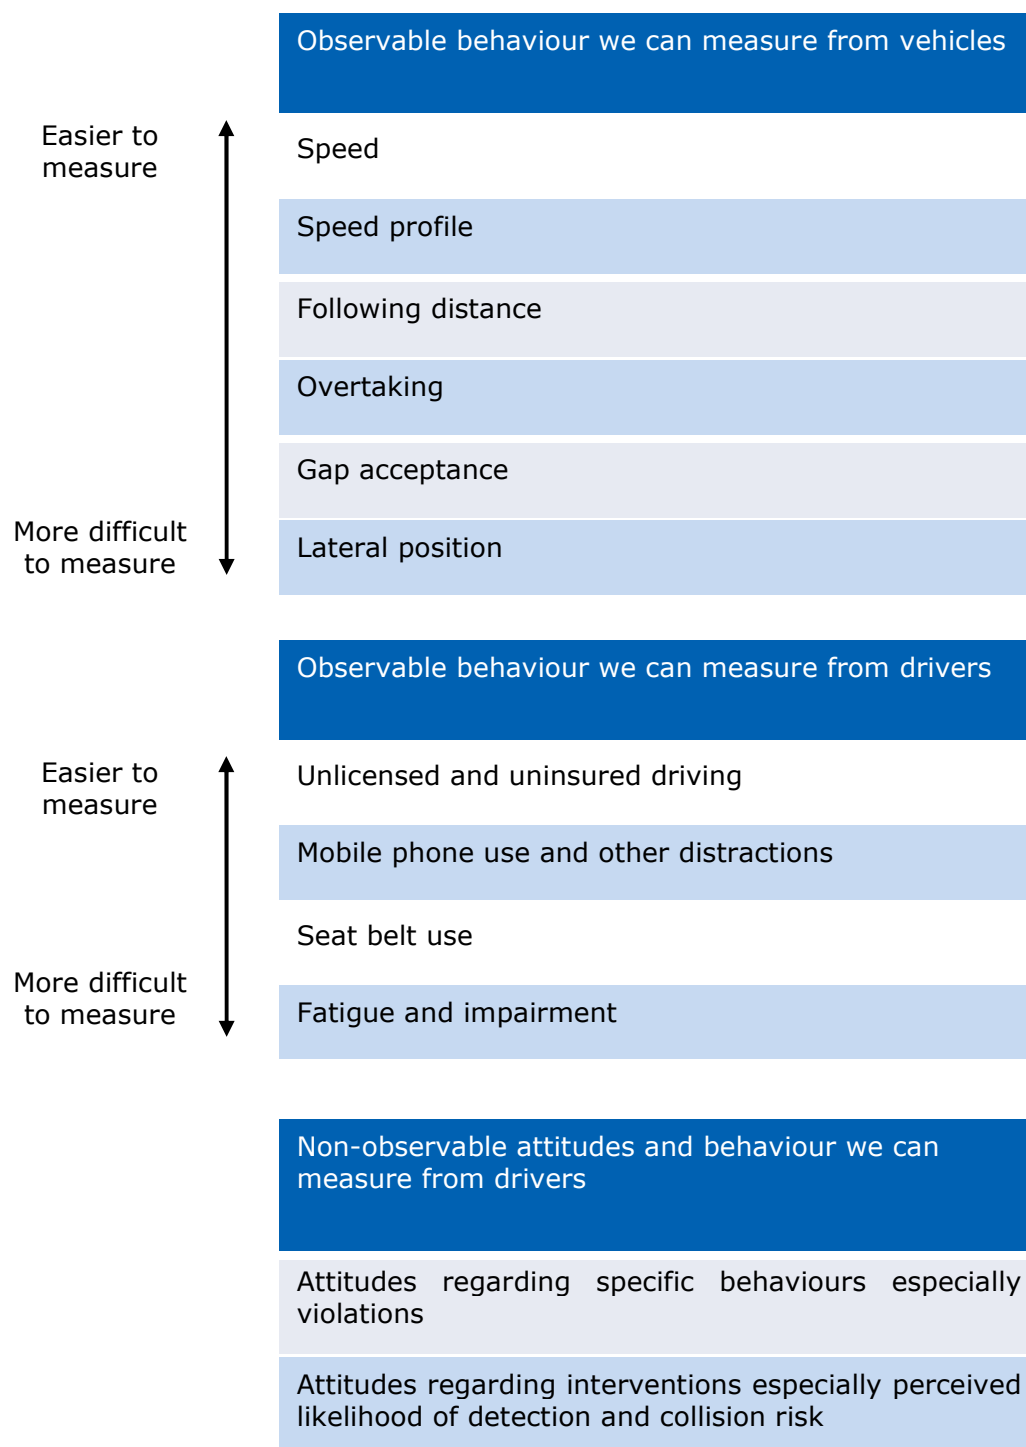 Observable behaviour we can measure from vehicles
Easier to
measure
Speed
Speed profile
Following distance
Overtaking
Gap acceptance
More difficult
to measure
Lateral position
Observable behaviour we can measure from drivers
Easier to
measure
Unlicensed and uninsured driving
Mobile phone use and other distractions
Seat belt use
More difficult
to measure
Fatigue and impairment
Non-observable attitudes and behaviour we can
measure from drivers
Attitudes regarding specific behaviours especially
violations
Attitudes regarding interventions especially perceived
likelihood of detection and collision risk